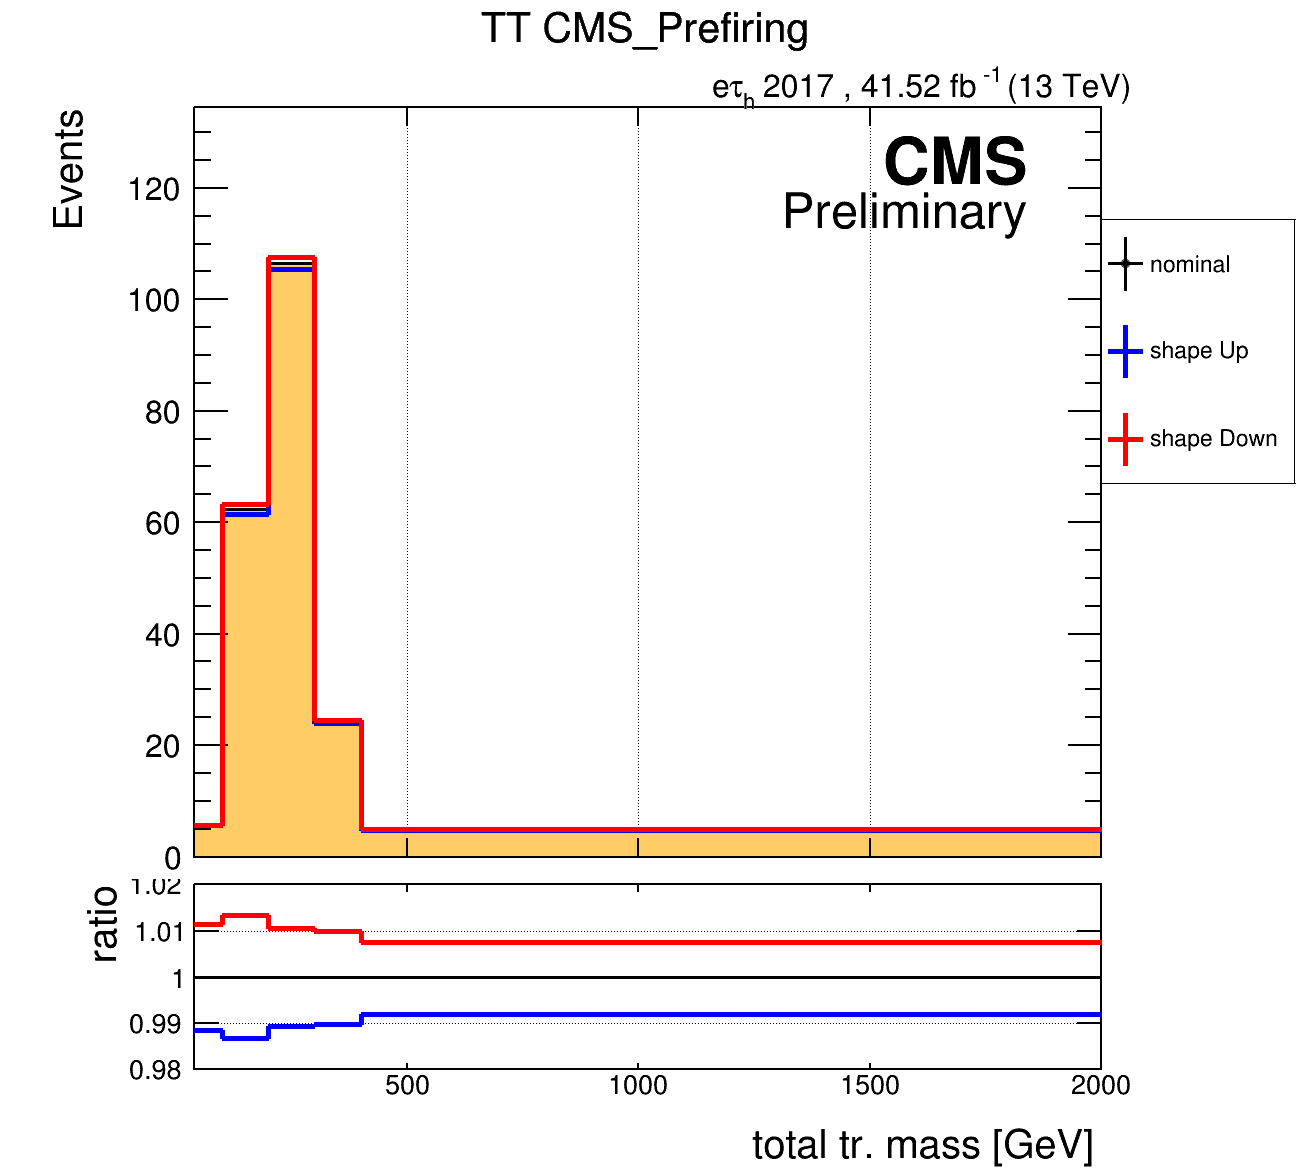 TT CMS_Prefiring
eτh 2017 , 41.52 fb -1 (13 TeV)
Events
CMS
Preliminary
120
100
80
60
40
20
0
nominal
shape Up
shape Down
ratio
1.02
1.01
1
0.99
0.98
500 1000 1500 2000
total tr. mass [GeV]